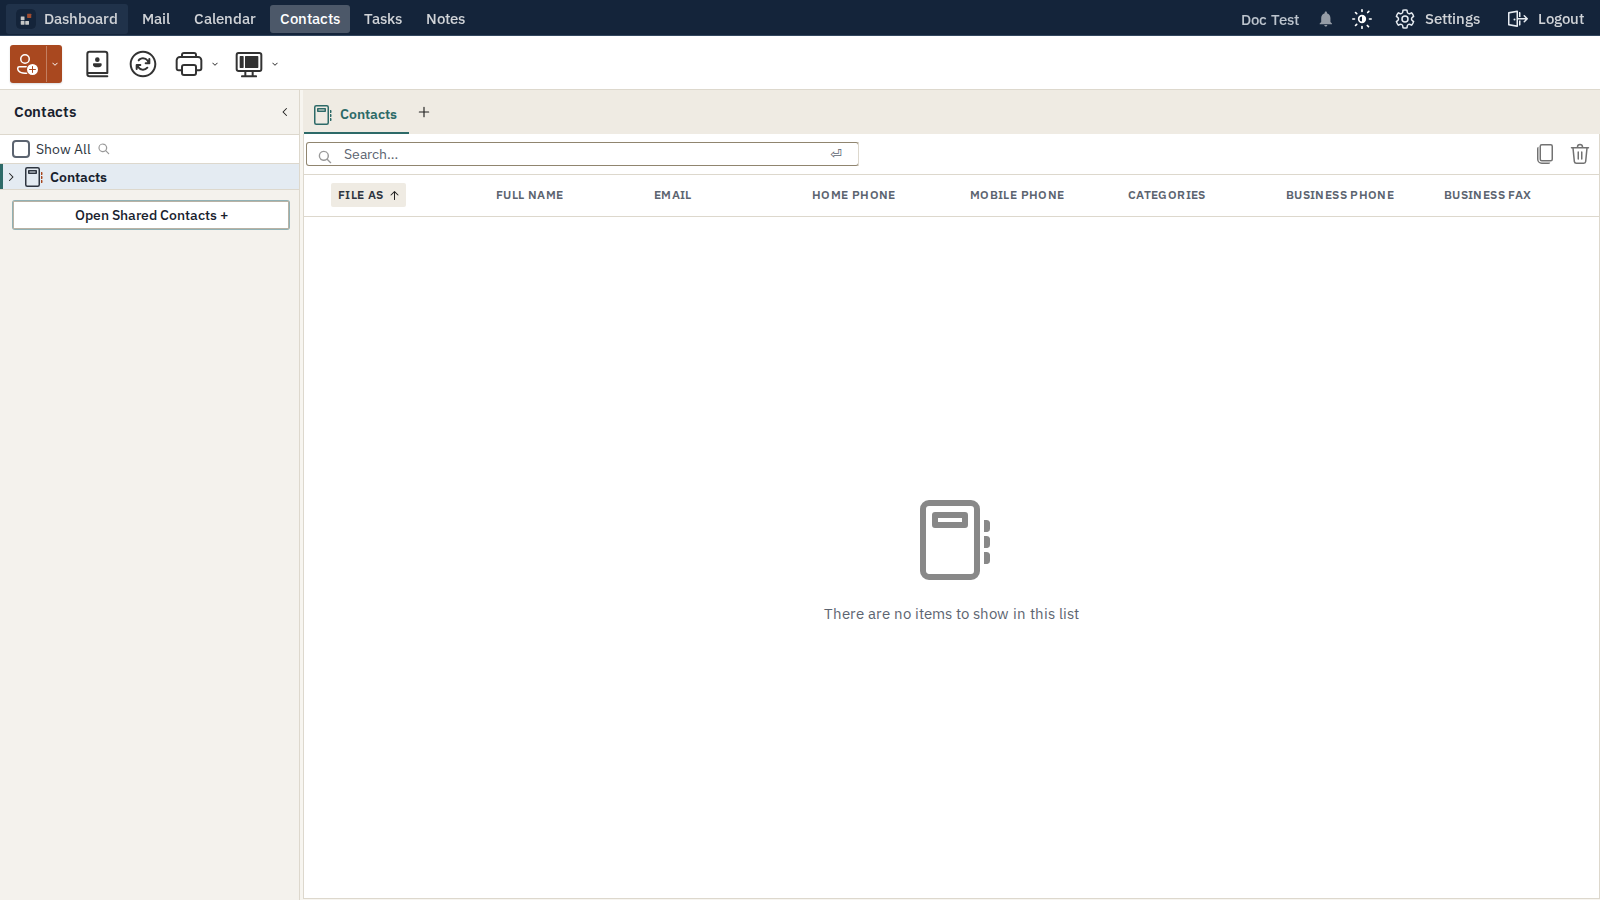 Dashboard Mail Calendar Contacts Tasks Notes Doc Test Settings Logout
Contacts
Contacts
Show All
Search...
Contacts
FILE AS FULL NAME EMAIL HOME PHONE MOBILE PHONE CATEGORIES BUSINESS PHONE BUSINESS FAX
Open Shared Contacts +
There are no items to show in this list